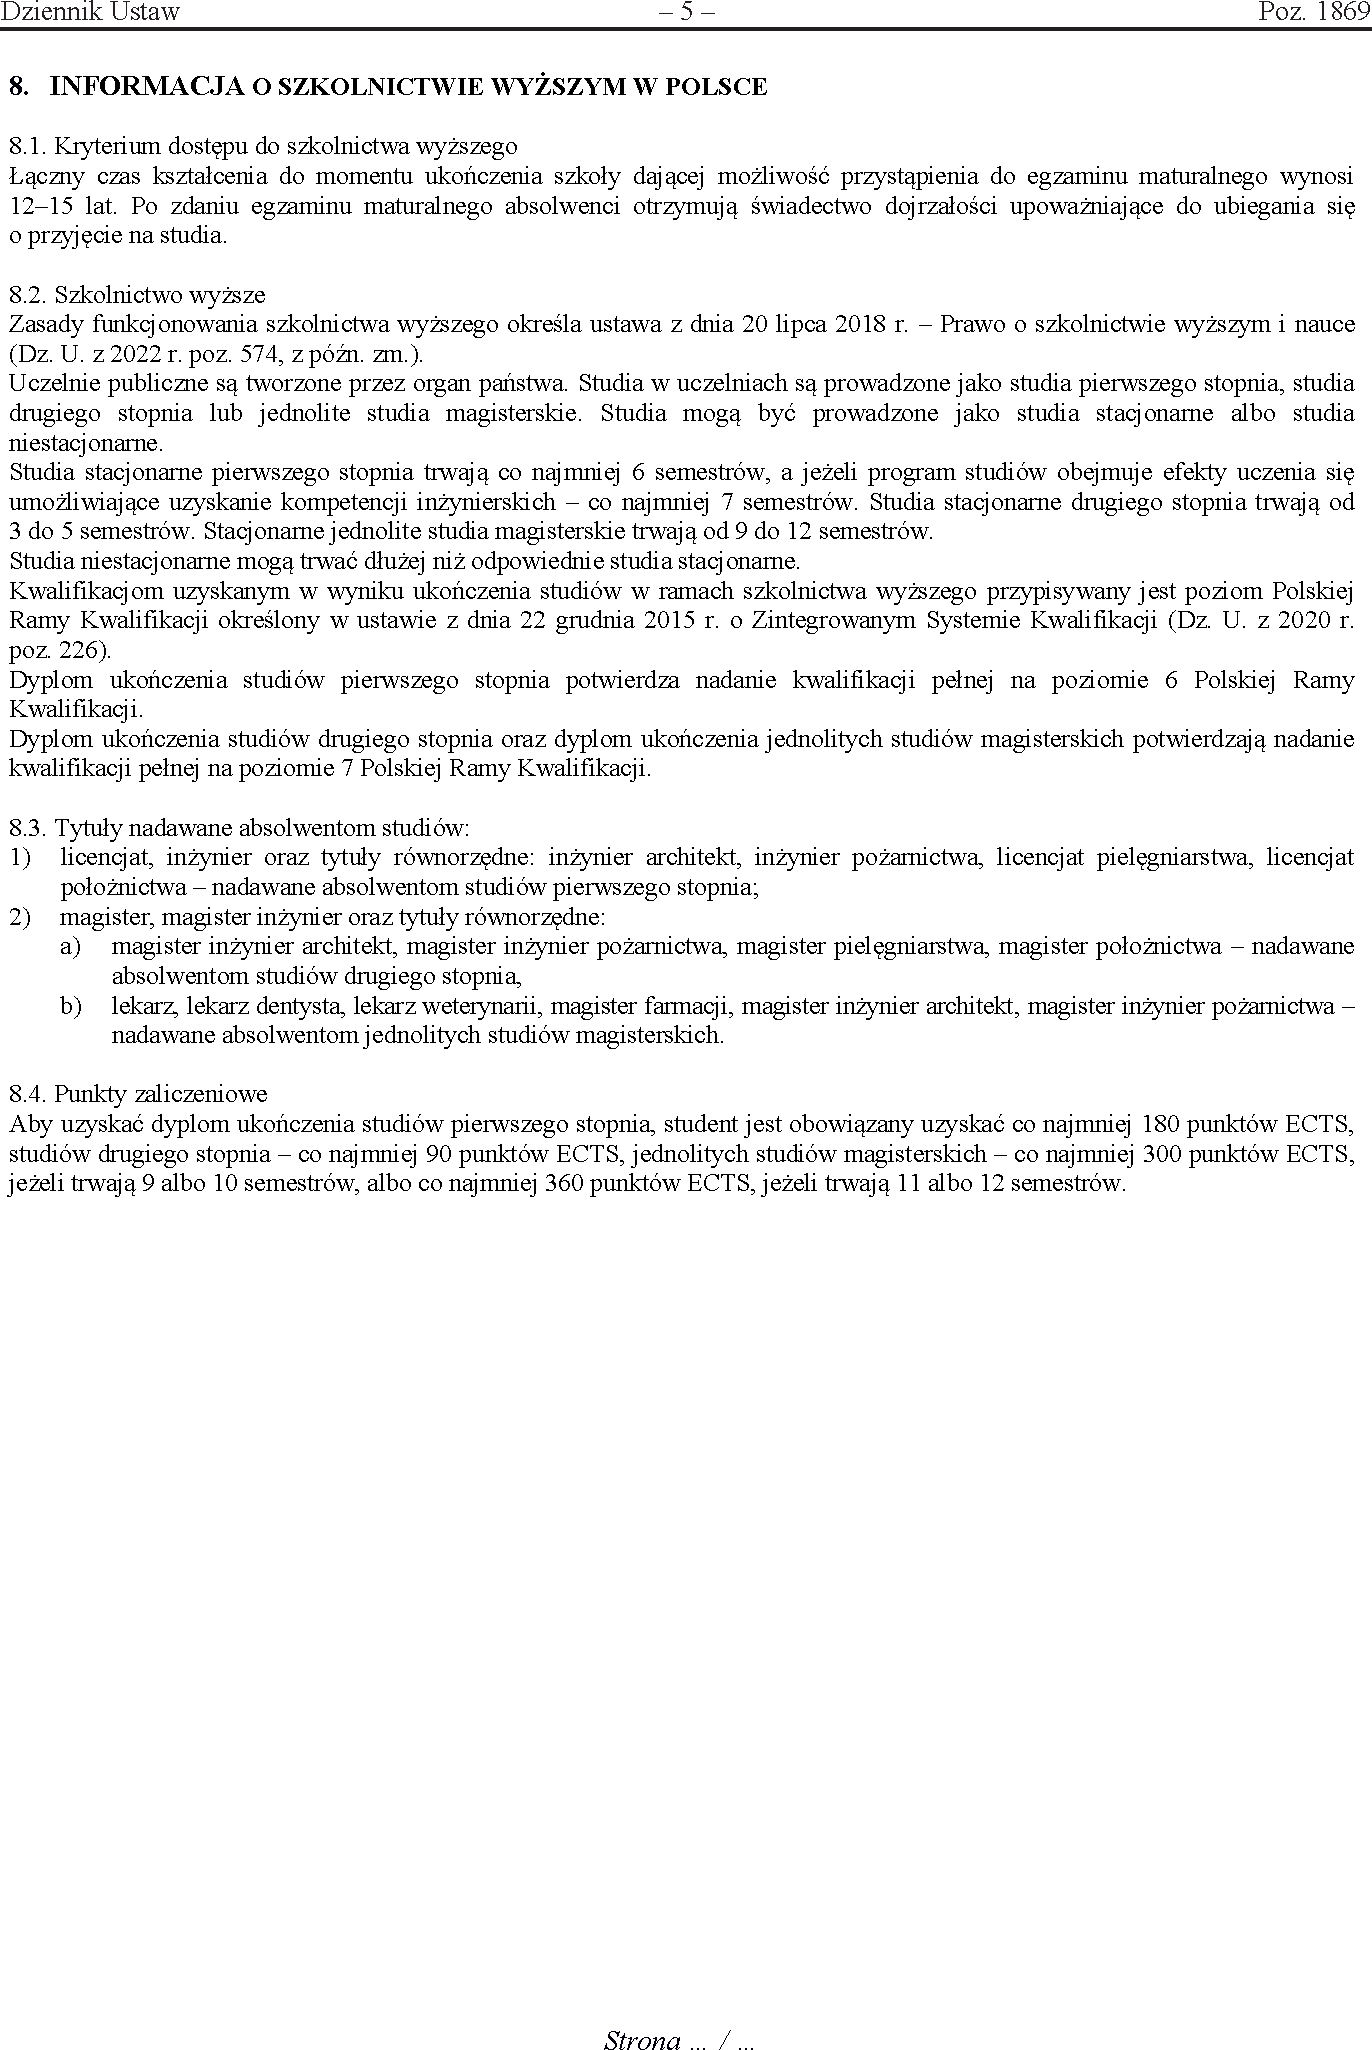 Dziennik Ustaw – 5 – Poz. 1869
8. INFORMACJA O SZKOLNICTWIE WYŻSZYM W POLSCE
8.1. Kryterium dostępu do szkolnictwa wyższego
Łączny czas kształcenia do momentu ukończenia szkoły dającej możliwość przystąpienia do egzaminu maturalnego wynosi
12–15 lat. Po zdaniu egzaminu maturalnego absolwenci otrzymują świadectwo dojrzałości upoważniające do ubiegania się
o przyjęcie na studia.
8.2. Szkolnictwo wyższe
Zasady funkcjonowania szkolnictwa wyższego określa ustawa z dnia 20 lipca 2018 r. – Prawo o szkolnictwie wyższym i nauce
(Dz. U. z 2022 r. poz. 574, z późn. zm.).
Uczelnie publiczne są tworzone przez organ państwa. Studia w uczelniach są prowadzone jako studia pierwszego stopnia, studia
drugiego stopnia lub jednolite studia magisterskie. Studia mogą być prowadzone jako studia stacjonarne albo studia
niestacjonarne.
Studia stacjonarne pierwszego stopnia trwają co najmniej 6 semestrów, a jeżeli program studiów obejmuje efekty uczenia się
umożliwiające uzyskanie kompetencji inżynierskich – co najmniej 7 semestrów. Studia stacjonarne drugiego stopnia trwają od
3 do 5 semestrów. Stacjonarne jednolite studia magisterskie trwają od 9 do 12 semestrów.
Studia niestacjonarne mogą trwać dłużej niż odpowiednie studia stacjonarne.
Kwalifikacjom uzyskanym w wyniku ukończenia studiów w ramach szkolnictwa wyższego przypisywany jest poziom Polskiej
Ramy Kwalifikacji określony w ustawie z dnia 22 grudnia 2015 r. o Zintegrowanym Systemie Kwalifikacji (Dz. U. z 2020 r.
poz. 226).
Dyplom ukończenia studiów pierwszego stopnia potwierdza nadanie kwalifikacji pełnej na poziomie 6 Polskiej Ramy
Kwalifikacji.
Dyplom ukończenia studiów drugiego stopnia oraz dyplom ukończenia jednolitych studiów magisterskich potwierdzają nadanie
kwalifikacji pełnej na poziomie 7 Polskiej Ramy Kwalifikacji.
8.3. Tytuły nadawane absolwentom studiów:
1) licencjat, inżynier oraz tytuły równorzędne: inżynier architekt, inżynier pożarnictwa, licencjat pielęgniarstwa, licencjat
położnictwa – nadawane absolwentom studiów pierwszego stopnia;
2) magister, magister inżynier oraz tytuły równorzędne:
a) magister inżynier architekt, magister inżynier pożarnictwa, magister pielęgniarstwa, magister położnictwa – nadawane
absolwentom studiów drugiego stopnia,
b) lekarz, lekarz dentysta, lekarz weterynarii, magister farmacji, magister inżynier architekt, magister inżynier pożarnictwa –
nadawane absolwentom jednolitych studiów magisterskich.
8.4. Punkty zaliczeniowe
Aby uzyskać dyplom ukończenia studiów pierwszego stopnia, student jest obowiązany uzyskać co najmniej 180 punktów ECTS,
studiów drugiego stopnia – co najmniej 90 punktów ECTS, jednolitych studiów magisterskich – co najmniej 300 punktów ECTS,
jeżeli trwają 9 albo 10 semestrów, albo co najmniej 360 punktów ECTS, jeżeli trwają 11 albo 12 semestrów.
Strona ... / ...